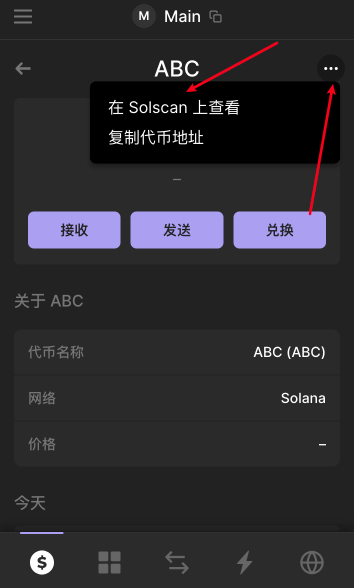 M Main
ABC
在 Solscan 上查看
复制代币地址
–
接收 发送 兑换
关于 ABC
代币名称 ABC (ABC)
网络 Solana
价格 –
今天